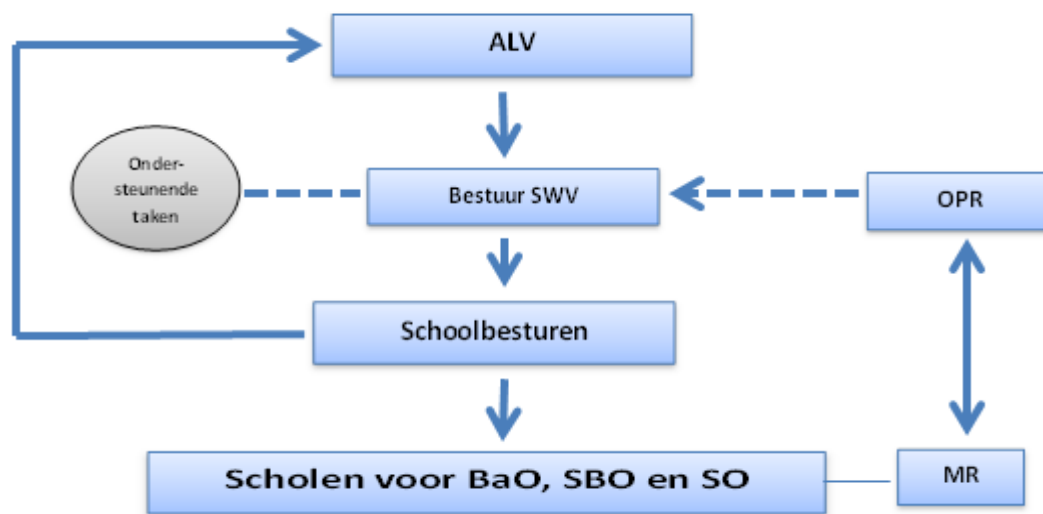 ALV
Onder-
steunende
taken
Bestuur SWV
OPR
Schoolbesturen
Scholen voor BaO, SBO en SO
MR